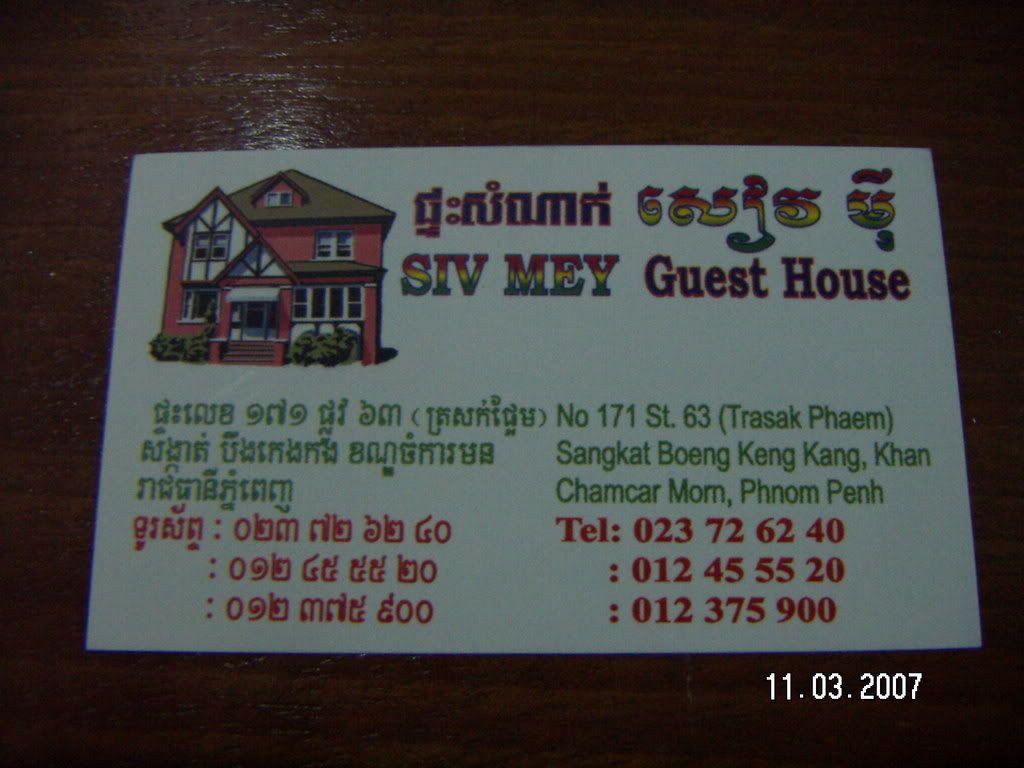 ផ្ទះសំណាក់ សៀវ ម៉ី
SIV MEY Guest House
ផ្ទះលេខ ១៧១ ផ្លូវ ៦៣ (ត្រសក់ផ្អែម)
សង្កាត់ បឹងកេងកង ខណ្ឌចំការមន
រាជធានីភ្នំពេញ
ទូរស័ព្ទ : ០២៣ ៧២ ៦២ ៤០
: ០១២ ៤៥ ៥៥ ២០
: ០១២ ៣៧៥ ៩០០
No 171 St. 63 (Trasak Phaem)
Sangkat Boeng Keng Kang, Khan
Chamcar Morn, Phnom Penh
Tel: 023 72 62 40
: 012 45 55 20
: 012 375 900
11.03.2007